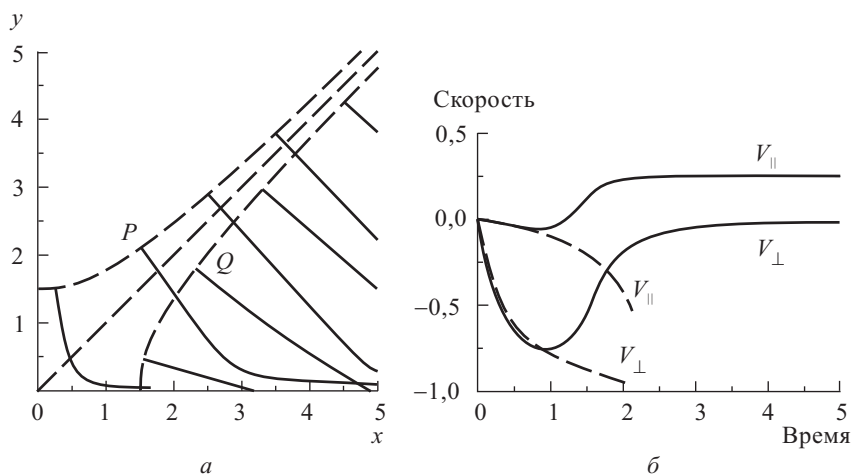 y
5
4
3
2
1
0 1 2 3 4 5
x
P
Q
а
Скорость
0,5
0,0
−0,5
−1,0
V∥
V⊥
V∥
V⊥
0 1 2 3 4 5
Время
б